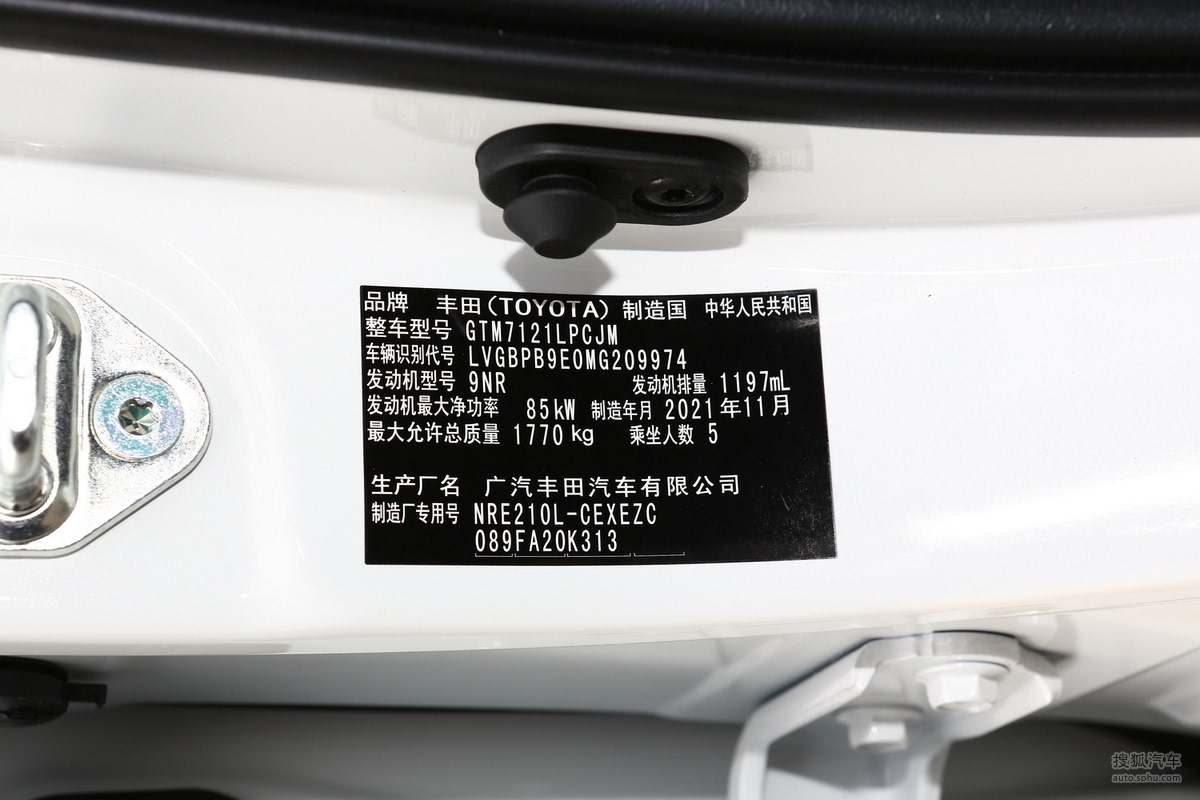 品牌 丰田(TOYOTA) 制造国 中华人民共和国
整车型号 GTM7121LPCJM
车辆识别代号 LVGBPB9E0MG209974
发动机型号 9NR 发动机排量 1197mL
发动机最大净功率 85kW 制造年月 2021年11月
最大允许总质量 1770kg 乘坐人数 5
生产厂名 广汽丰田汽车有限公司
制造厂专用号 NRE210L-CEXEZC
089FA20K313
搜狐汽车
auto.sohu.com